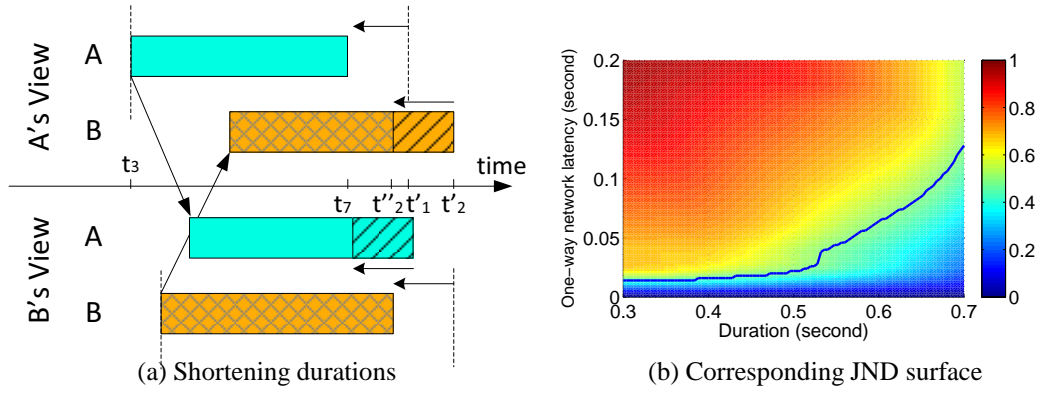 A's View
A
B
t3
time
t7 t"2 t'1 t'2
B's View
A
B
(a) Shortening durations
One-way network latency (second)
0.2
0.15
0.1
0.05
0
0.3 0.4 0.5 0.6 0.7
Duration (second)
1
0.8
0.6
0.4
0.2
0
(b) Corresponding JND surface